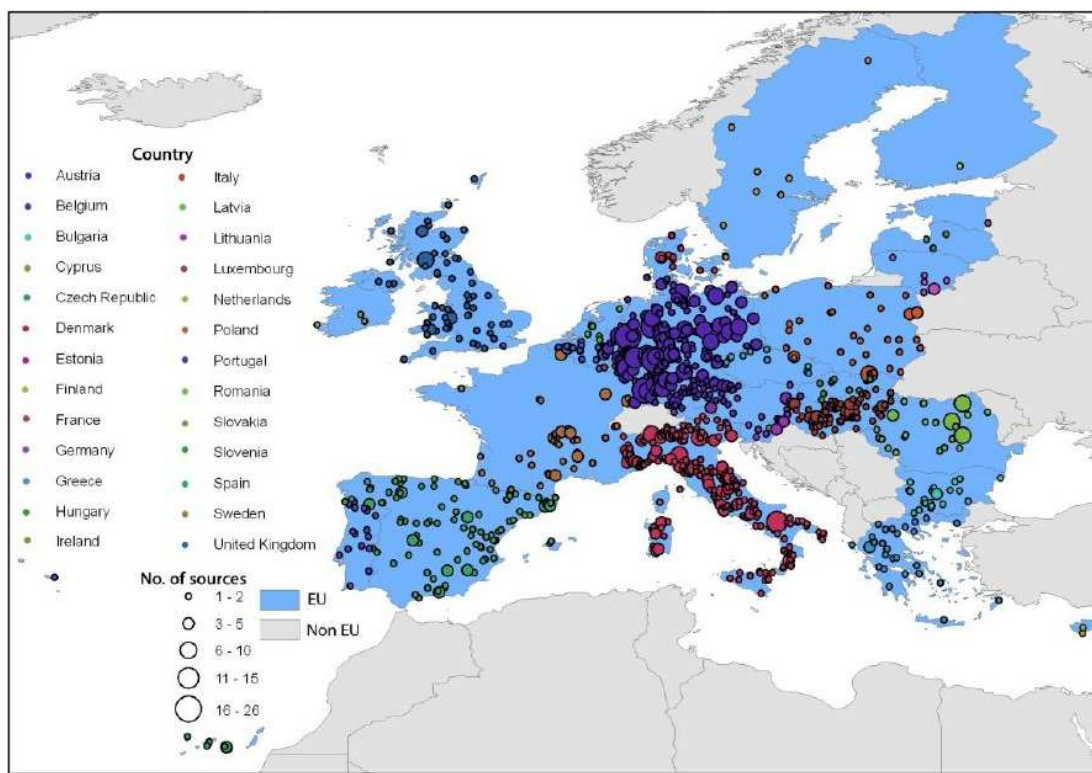 Country
Austria
Belgium
Bulgaria
Cyprus
Czech Republic
Denmark
Estonia
Finland
France
Germany
Greece
Hungary
Ireland
Italy
Latvia
Lithuania
Luxembourg
Netherlands
Poland
Portugal
Romania
Slovakia
Slovenia
Spain
Sweden
United Kingdom
No. of sources
1 - 2
3 - 5
6 - 10
11 - 15
16 - 26
EU
Non EU